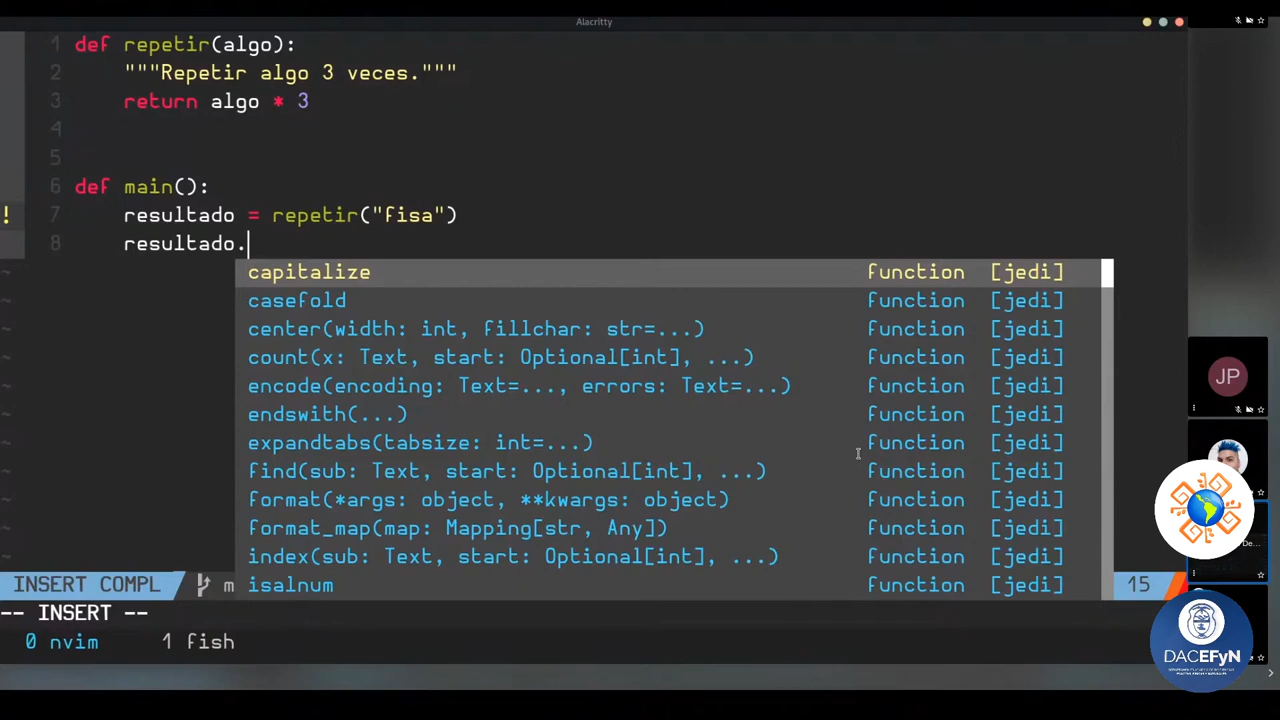 Alacritty
1 def repetir(algo):
2 """Repetir algo 3 veces."""
3 return algo * 3
4
5
6 def main():
! 7 resultado = repetir("fisa")
8 resultado.
~ capitalize function [jedi]
~ casefold function [jedi]
~ center(width: int, fillchar: str=...) function [jedi]
~ count(x: Text, start: Optional[int], ...) function [jedi]
~ encode(encoding: Text=..., errors: Text=...) function [jedi]
~ endswith(...) function [jedi]
~ expandtabs(tabsize: int=...) function [jedi]
~ find(sub: Text, start: Optional[int], ...) function [jedi]
~ format(*args: object, **kwargs: object) function [jedi]
~ format_map(map: Mapping[str, Any]) function [jedi]
~ index(sub: Text, start: Optional[int], ...) function [jedi]
INSERT COMPL m isalnum function [jedi] 15
-- INSERT --
0 nvim 1 fish
JP
De...
DACEFyN